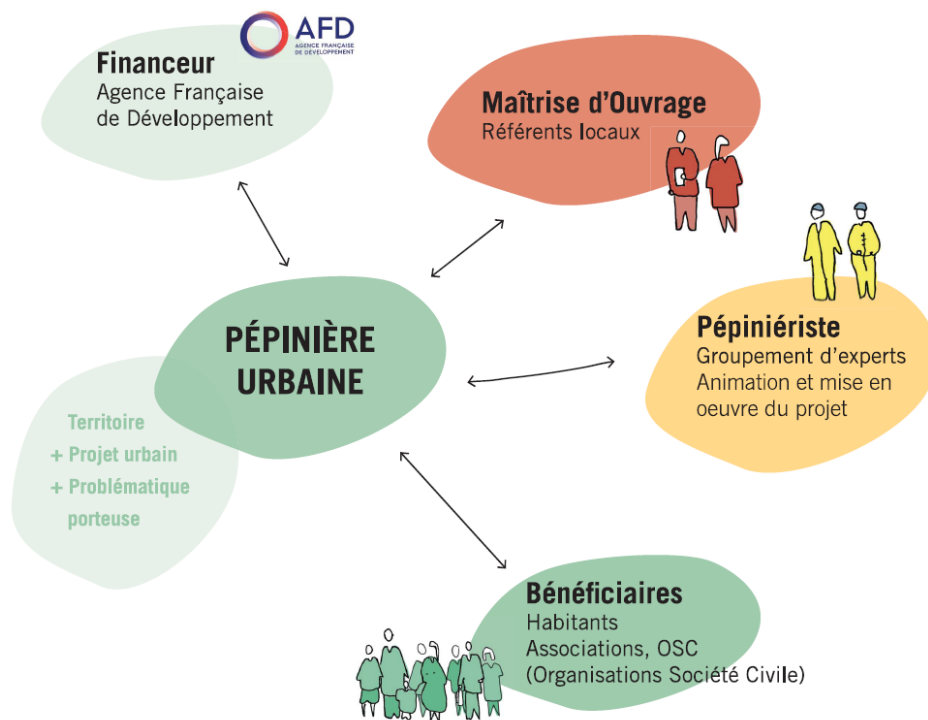 AFD
AGENCE FRANÇAISE
DE DÉVELOPPEMENT
Financeur
Agence Française
de Développement
Maîtrise d'Ouvrage
Référents locaux
Pépiniériste
Groupement d'experts
Animation et mise en
oeuvre du projet
PÉPINIÈRE
URBAINE
Territoire
+ Projet urbain
+ Problématique
porteuse
Bénéficiaires
Habitants
Associations, OSC
(Organisations Société Civile)